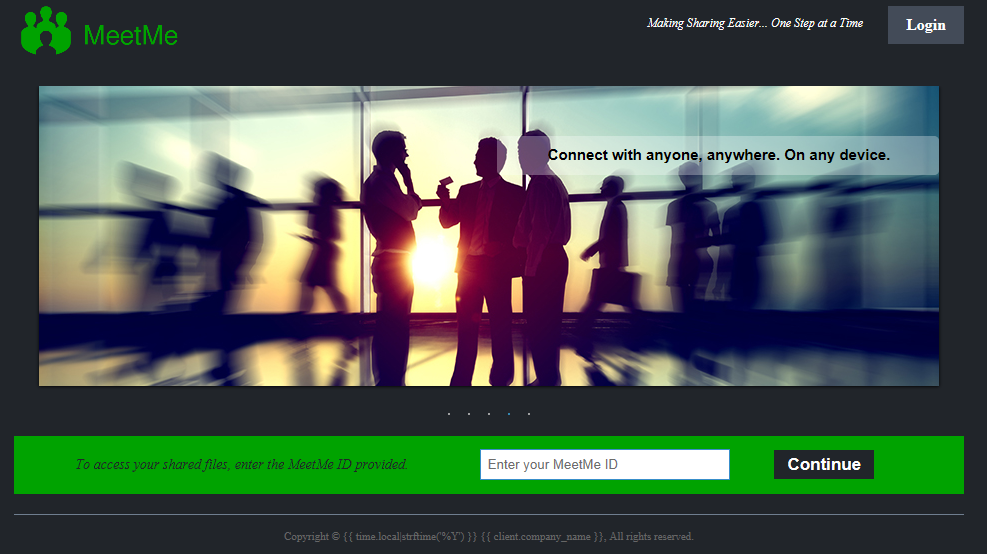 MeetMe
Making Sharing Easier... One Step at a Time
Login
Connect with anyone, anywhere. On any device.
To access your shared files, enter the MeetMe ID provided.
Enter your MeetMe ID
Continue
Copyright © {{ time.local|strftime('%Y') }} {{ client.company_name }}, All rights reserved.